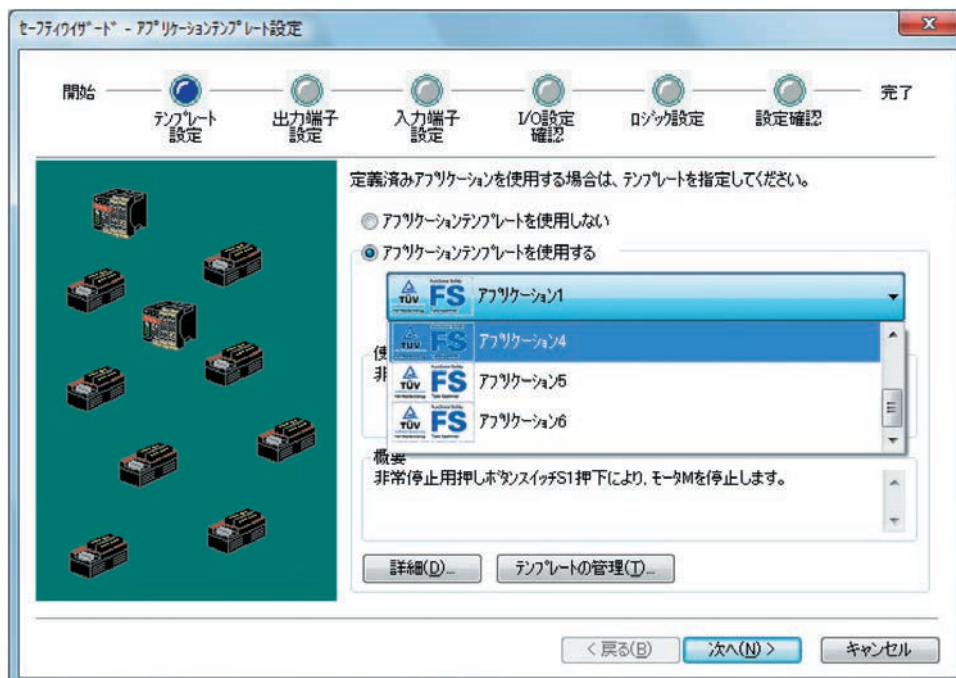 セーフティウィザード - アプリケーションテンプレート設定
開始
テンプレート
設定
出力端子
設定
入力端子
設定
I/O設定
確認
ロジック設定
設定確認
完了
定義済みアプリケーションを使用する場合は、テンプレートを指定してください。
アプリケーションテンプレートを使用しない
アプリケーションテンプレートを使用する
TÜV FS アプリケーション1
TÜV FS アプリケーション4
TÜV FS アプリケーション5
TÜV FS アプリケーション6
使
非
概要
非常停止用押しボタンスイッチS1押下により、モータMを停止します。
詳細(D)...
テンプレートの管理(T)...
< 戻る(B)
次へ(N) >
キャンセル